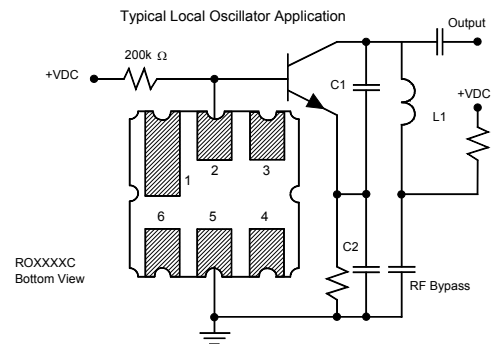 Typical Local Oscillator Application
Output
200k Ω
+VDC
C1
+VDC
L1
1
2
3
6
5
4
C2
ROXXXXC
Bottom View
RF Bypass